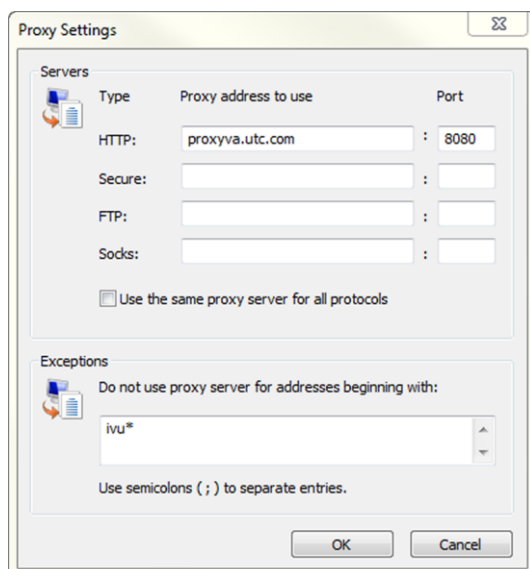 Proxy Settings
Servers
Type Proxy address to use Port
HTTP: proxyva.utc.com : 8080
Secure: :
FTP: :
Socks: :
Use the same proxy server for all protocols
Exceptions
Do not use proxy server for addresses beginning with:
ivu*
Use semicolons ( ; ) to separate entries.
OK Cancel